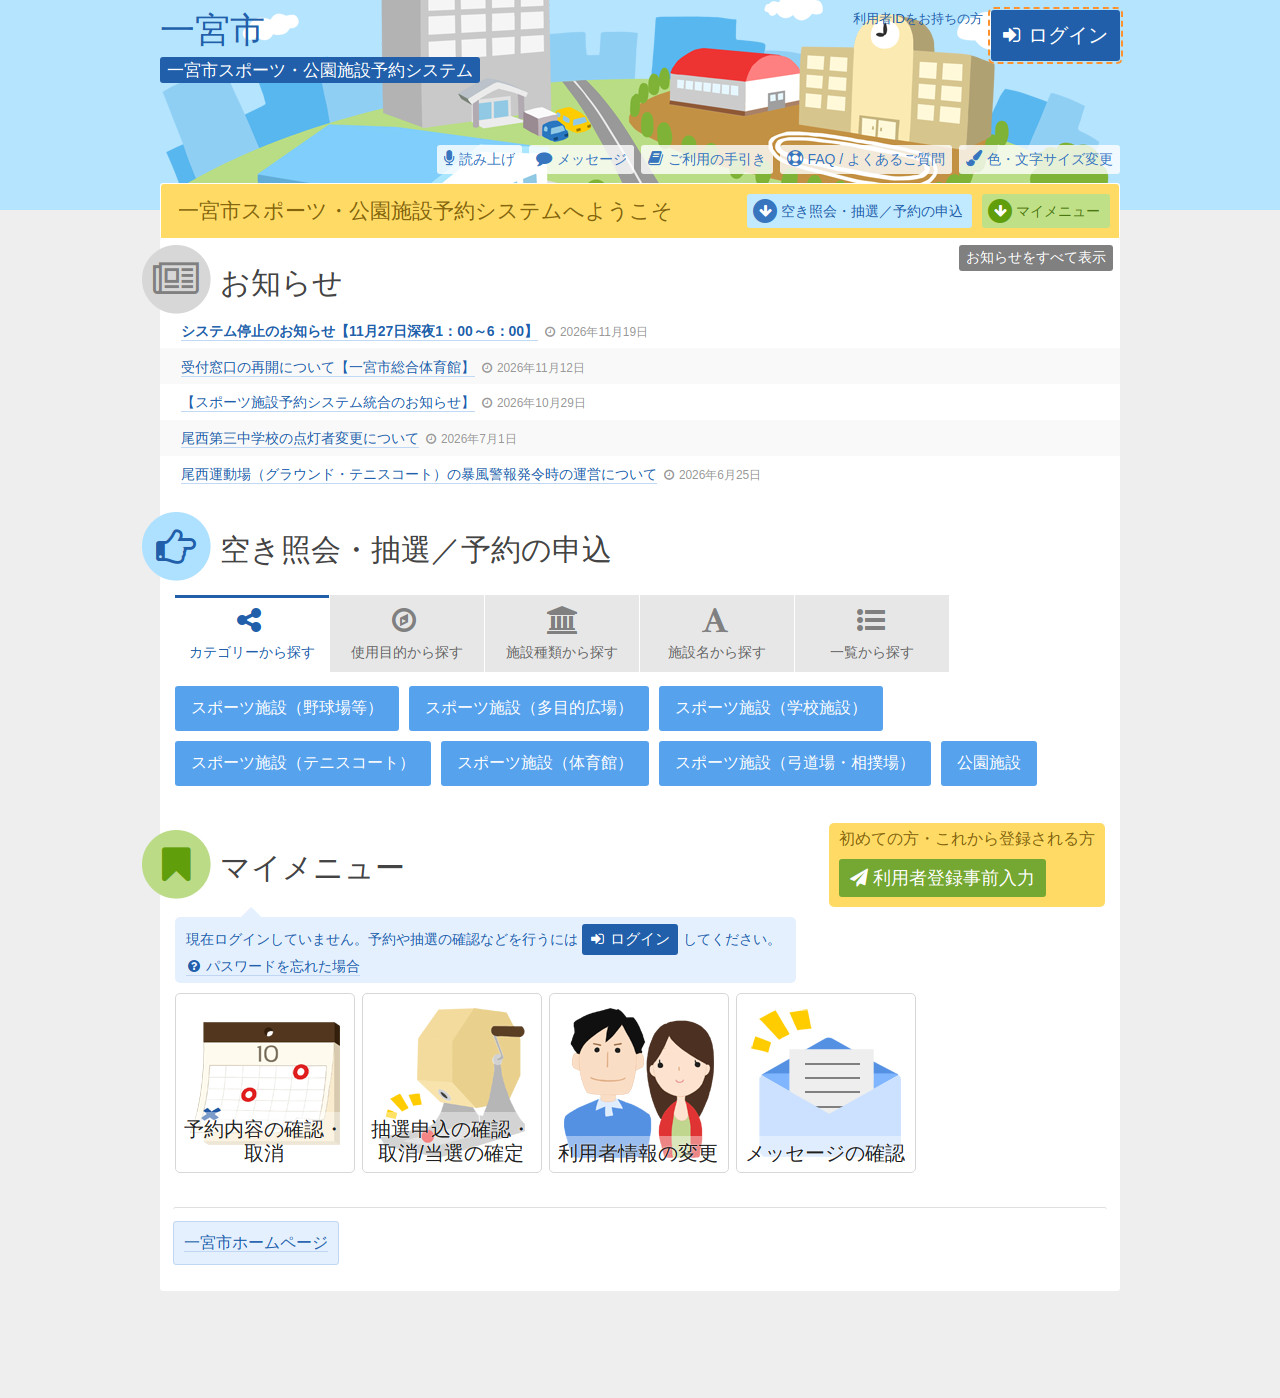 一宮市
一宮市スポーツ・公園施設予約システム
利用者IDをお持ちの方
ログイン
読み上げ
メッセージ
ご利用の手引き
FAQ / よくあるご質問
色・文字サイズ変更
一宮市スポーツ・公園施設予約システムへようこそ
空き照会・抽選／予約の申込
マイメニュー
お知らせ
お知らせをすべて表示
システム停止のお知らせ【11月27日深夜1：00～6：00】 2026年11月19日
受付窓口の再開について【一宮市総合体育館】 2026年11月12日
【スポーツ施設予約システム統合のお知らせ】 2026年10月29日
尾西第三中学校の点灯者変更について 2026年7月1日
尾西運動場（グラウンド・テニスコート）の暴風警報発令時の運営について 2026年6月25日
空き照会・抽選／予約の申込
カテゴリーから探す
使用目的から探す
施設種類から探す
施設名から探す
一覧から探す
スポーツ施設（野球場等）
スポーツ施設（多目的広場）
スポーツ施設（学校施設）
スポーツ施設（テニスコート）
スポーツ施設（体育館）
スポーツ施設（弓道場・相撲場）
公園施設
マイメニュー
初めての方・これから登録される方
利用者登録事前入力
現在ログインしていません。予約や抽選の確認などを行うには ログイン してください。
パスワードを忘れた場合
10
予約内容の確認・
取消
抽選申込の確認・
取消/当選の確定
利用者情報の変更
メッセージの確認
一宮市ホームページ